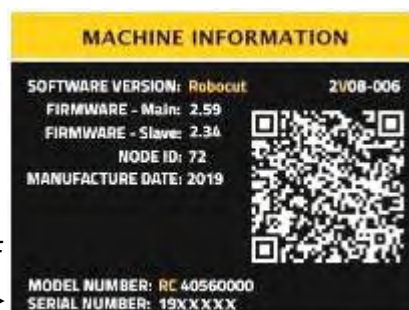 MACHINE INFORMATION
SOFTWARE VERSION: Robocut 2V08-006
FIRMWARE - Main: 2.59
FIRMWARE - Slave: 2.34
NODE ID: 72
MANUFACTURE DATE: 2019
MODEL NUMBER: RC 40560000
SERIAL NUMBER: 19XXXXX